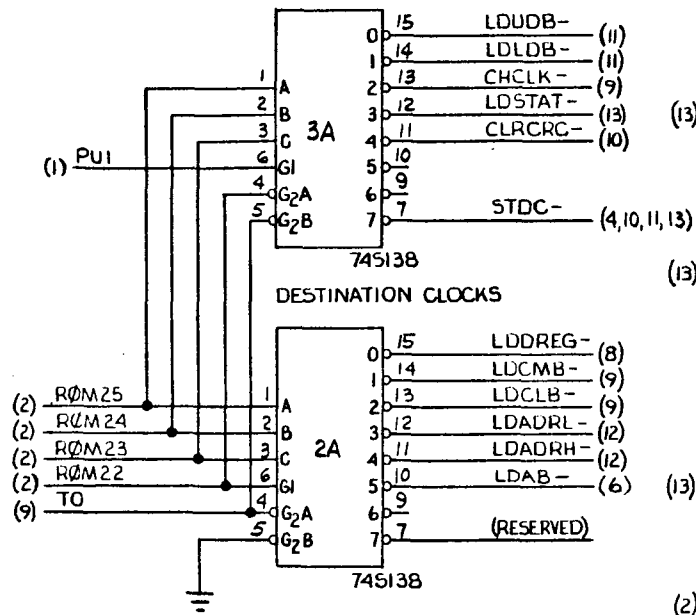 15 LDUDB- (11)
0
14 LDLDB- (11)
1
1 A 2 13 CHCLK- (9)
2 B 3 12 LDSTAT- (13) (13)
3 C 3A 4 11 CLRCRC- (10)
(1) PU1 6 G1 5 10
4 G2A 6 9
5 G2B 7 7 STDC- (4,10,11,13)
74S138
(13)
DESTINATION CLOCKS
15 LDDREG- (8)
0
14 LDCMB- (9)
1
(2) RØM25 1 A 2 13 LDCLB- (9)
(2) RØM24 2 B 3 12 LDADRL- (12)
(2) RØM23 3 C 2A 4 11 LDADRH- (12)
(2) RØM22 6 G1 5 10 LDAB- (6) (13)
(9) TO 4 G2A 6 9
5 G2B 7 7 (RESERVED)
74S138
(2)